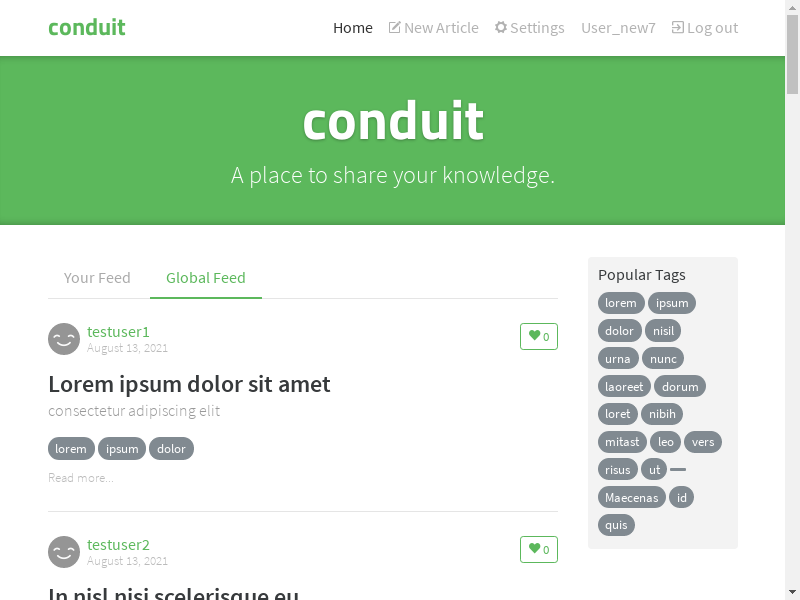 conduit
Home New Article Settings User_new7 Log out
conduit
A place to share your knowledge.
Your Feed Global Feed
testuser1
August 13, 2021
0
Lorem ipsum dolor sit amet
consectetur adipiscing elit
lorem ipsum dolor
Read more...
testuser2
August 13, 2021
0
In nisl nisi scelerisque eu
Popular Tags
lorem ipsum
dolor nisil
urna nunc
laoreet dorum
loret nibih
mitast leo vers
risus ut
Maecenas id
quis